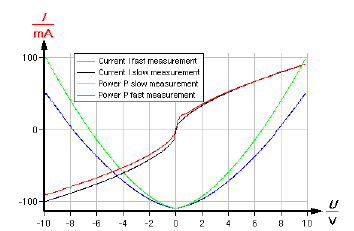 I
mA
100
0
-100
Current I fast measurement
Current I slow measurement
Power P slow measurement
Power P fast measurement
-10 -8 -6 -4 -2 0 2 4 6 8 10
U
V